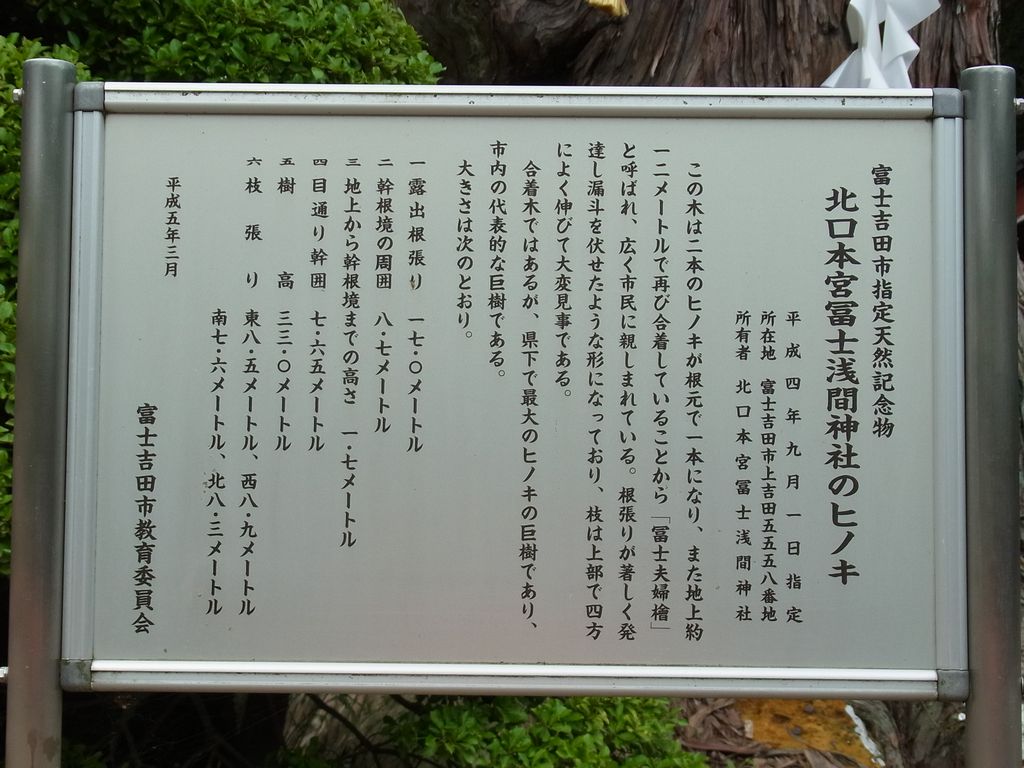 富士吉田市指定天然記念物
北口本宮冨士浅間神社のヒノキ
平成四年九月一日指定
所在地 富士吉田市上吉田五五五八番地
所有者 北口本宮冨士浅間神社
この木は二本のヒノキが根元で一本になり、また地上約
一二メートルで再び合着していることから「冨士夫婦檜」
と呼ばれ、広く市民に親しまれている。根張りが著しく発
達し漏斗を伏せたような形になっており、枝は上部で四方
によく伸びて大変見事である。
合着木ではあるが、県下で最大のヒノキの巨樹であり、
市内の代表的な巨樹である。
大きさは次のとおり。
一 露出根張り 一七・〇メートル
二 幹根境の周囲 八・七メートル
三 地上から幹根境までの高さ 一・七メートル
四 目通り幹囲 七・六五メートル
五 樹高 三三・〇メートル
六 枝張り 東八・五メートル、西八・九メートル
南七・六メートル、北八・三メートル
平成五年三月
富士吉田市教育委員会